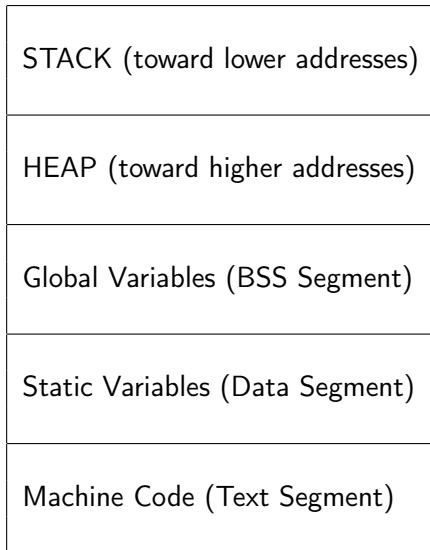 STACK (toward lower addresses)
HEAP (toward higher addresses)
Global Variables (BSS Segment)
Static Variables (Data Segment)
Machine Code (Text Segment)